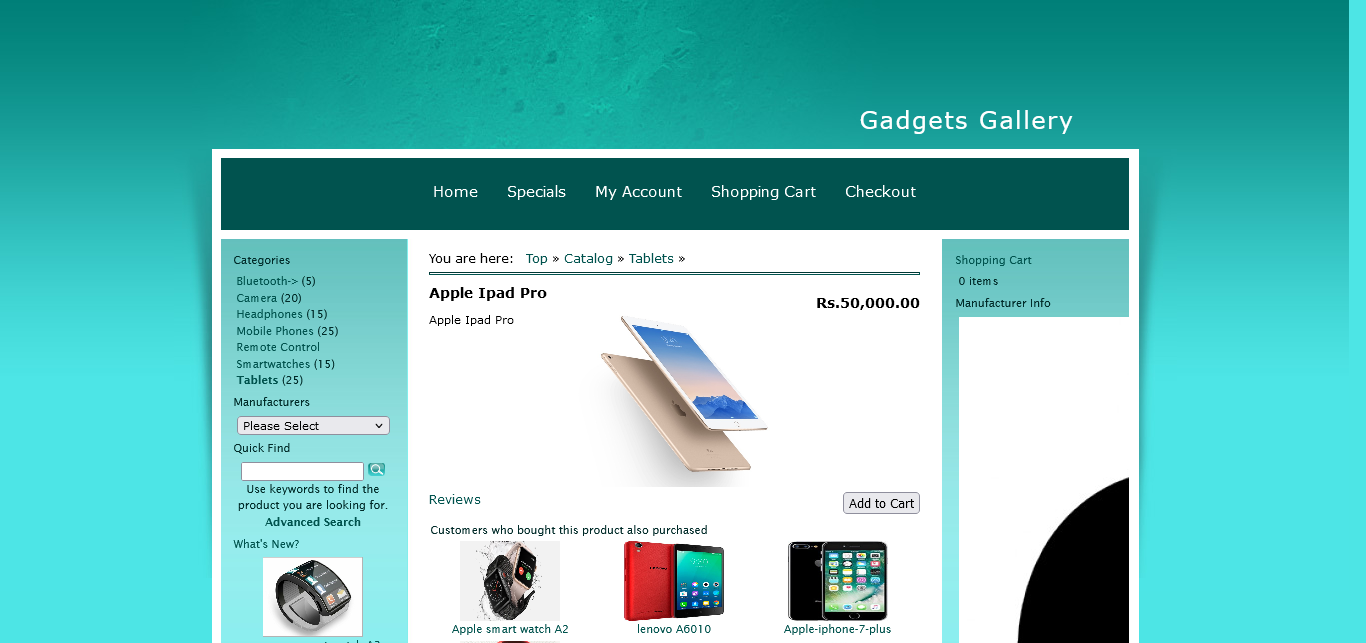 Gadgets Gallery
Home Specials My Account Shopping Cart Checkout
Categories
Bluetooth-> (5)
Camera (20)
Headphones (15)
Mobile Phones (25)
Remote Control
Smartwatches (15)
Tablets (25)
Manufacturers
Please Select
Quick Find
Use keywords to find the
product you are looking for.
Advanced Search
What's New?
You are here: Top » Catalog » Tablets »
Apple Ipad Pro
Rs.50,000.00
Apple Ipad Pro
Reviews
Add to Cart
Customers who bought this product also purchased
Apple smart watch A2
lenovo A6010
Apple-iphone-7-plus
Shopping Cart
0 items
Manufacturer Info